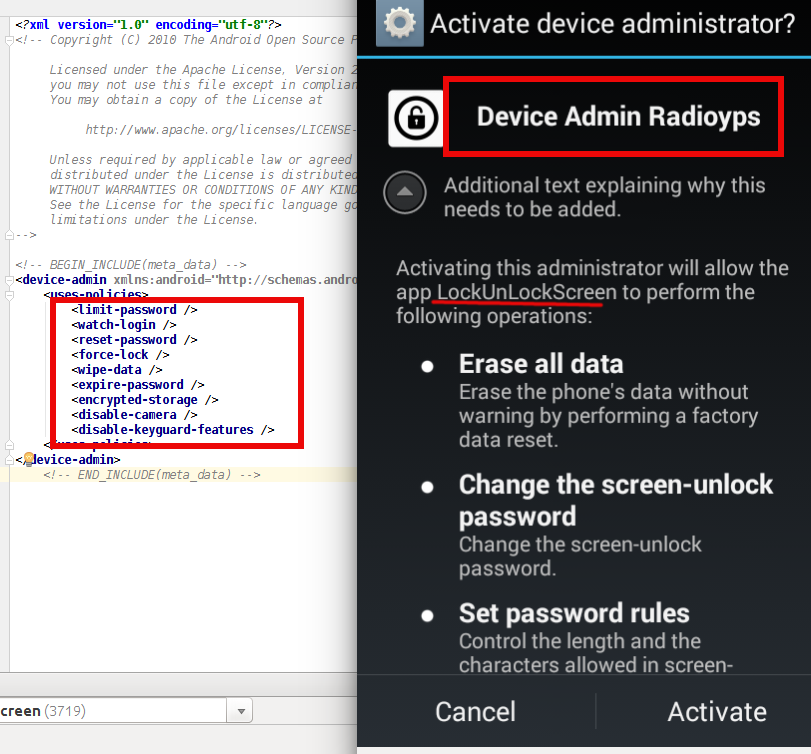 <?xml version="1.0" encoding="utf-8"?>
<!-- Copyright (C) 2010 The Android Open Source
Licensed under the Apache License, Version 2
you may not use this file except in complian
You may obtain a copy of the License at
http://www.apache.org/licenses/LICENSE-
Unless required by applicable law or agreed
distributed under the License is distributed
WITHOUT WARRANTIES OR CONDITIONS OF ANY KIND
See the License for the specific language go
limitations under the License.
-->
<!-- BEGIN_INCLUDE(meta_data) -->
<device-admin xmlns:android="http://schemas.andro
<uses-policies>
<limit-password />
<watch-login />
<reset-password />
<force-lock />
<wipe-data />
<expire-password />
<encrypted-storage />
<disable-camera />
<disable-keyguard-features />
</uses-policies>
</device-admin>
<!-- END_INCLUDE(meta_data) -->
creen (3719)
Activate device administrator?
Device Admin Radioyps
Additional text explaining why this
needs to be added.
Activating this administrator will allow the
app LockUnLockScreen to perform the
following operations:
● Erase all data
Erase the phone's data without
warning by performing a factory
data reset.
● Change the screen-unlock
password
Change the screen-unlock
password.
● Set password rules
Control the length and the
characters allowed in screen-
Cancel Activate